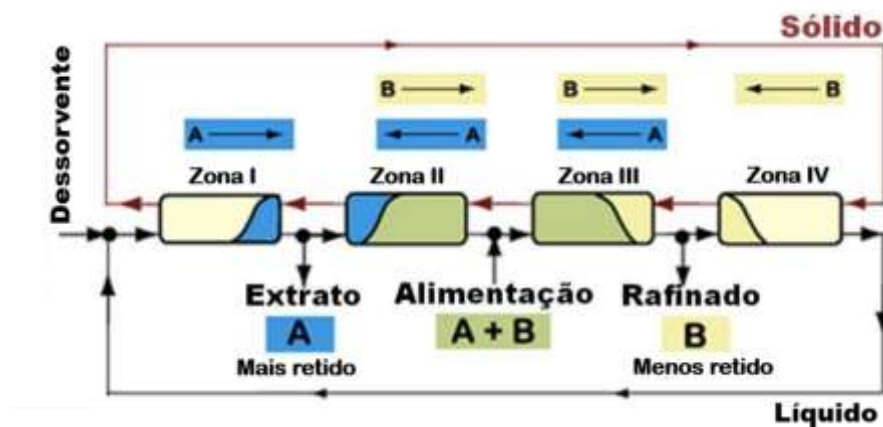 Sólido
B B B
A A A
Zona I Zona II Zona III Zona IV
Dessorvente
Extrato Alimentação Rafinado
A A + B B
Mais retido Menos retido
Líquido